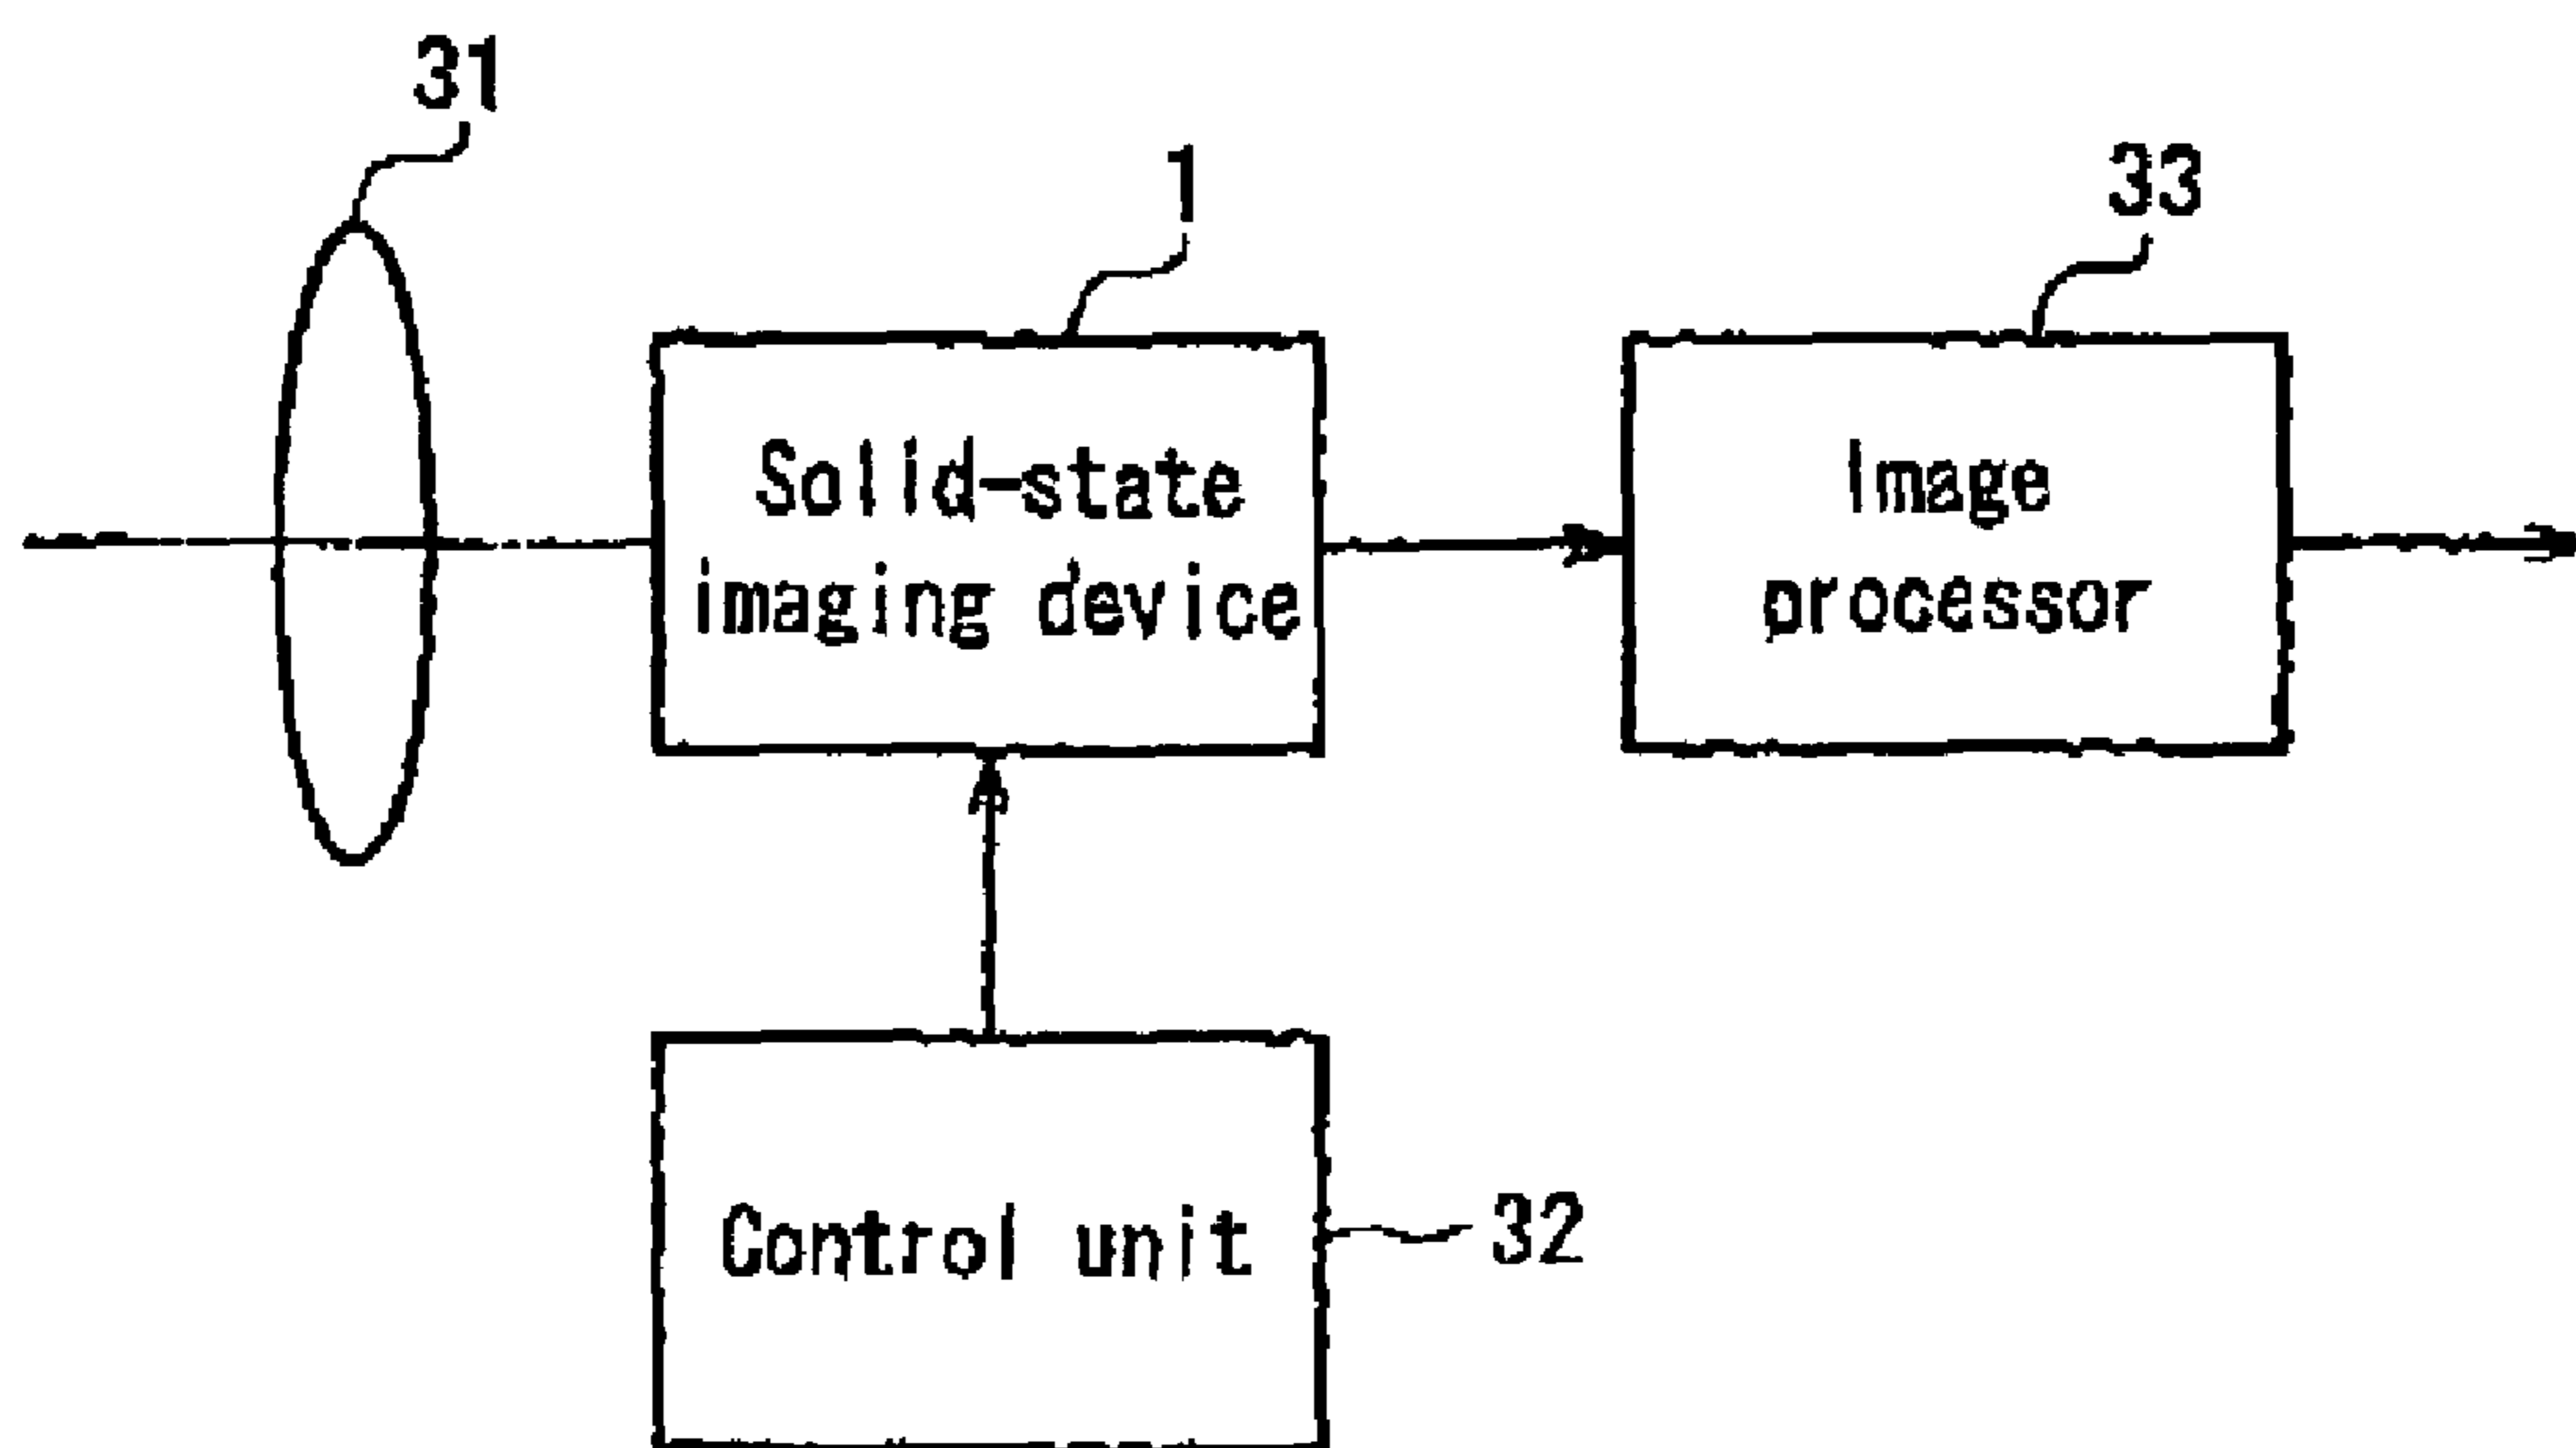 31
1
33
Solid-state
imaging device
Image
processor
Control unit
32